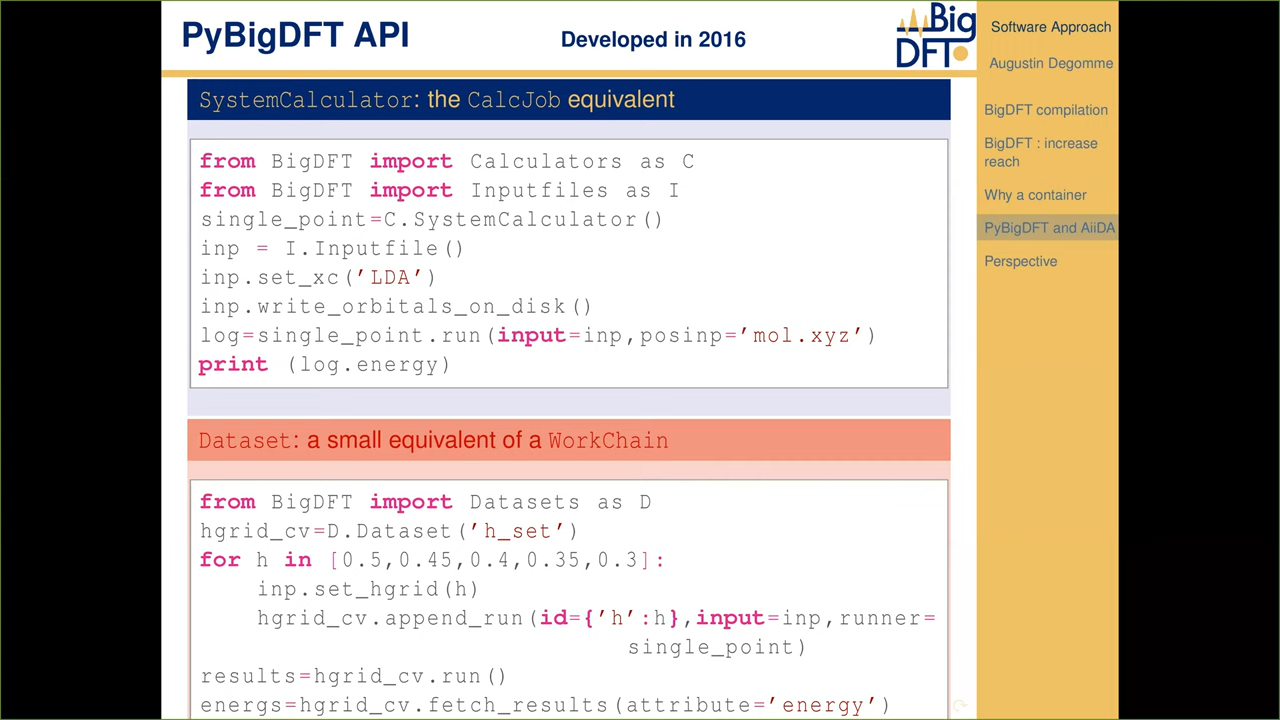 PyBigDFT API
Developed in 2016
Big
DFT
SystemCalculator: the CalcJob equivalent
from BigDFT import Calculators as C
from BigDFT import Inputfiles as I
single_point=C.SystemCalculator()
inp = I.Inputfile()
inp.set_xc('LDA')
inp.write_orbitals_on_disk()
log=single_point.run(input=inp,posinp='mol.xyz')
print (log.energy)
Dataset: a small equivalent of a WorkChain
from BigDFT import Datasets as D
hgrid_cv=D.Dataset('h_set')
for h in [0.5,0.45,0.4,0.35,0.3]:
    inp.set_hgrid(h)
    hgrid_cv.append_run(id={'h':h},input=inp,runner=
                              single_point)
results=hgrid_cv.run()
energs=hgrid_cv.fetch_results(attribute='energy')
Software Approach
Augustin Degomme
BigDFT compilation
BigDFT : increase
reach
Why a container
PyBigDFT and AiiDA
Perspective